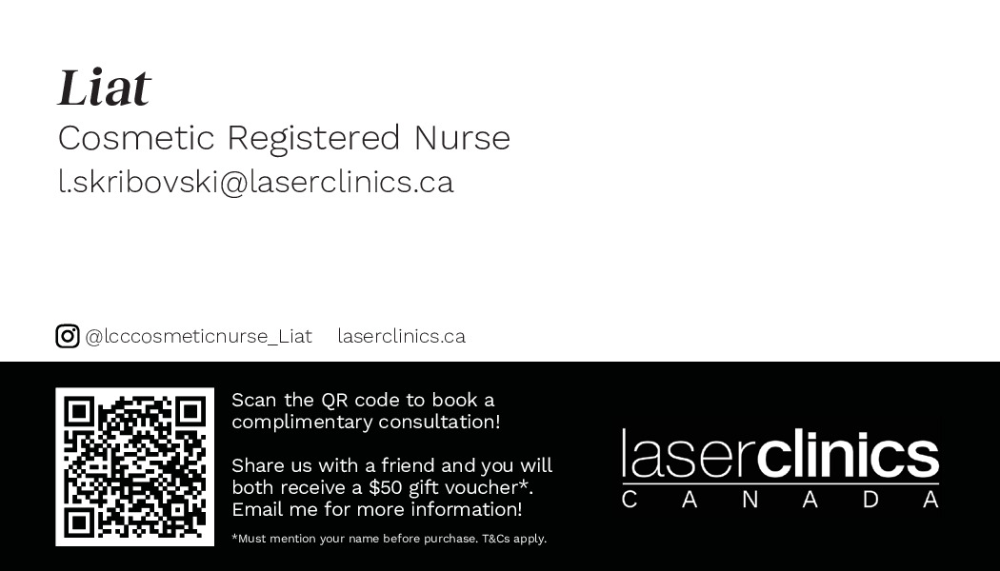 Liat
Cosmetic Registered Nurse
l.skribovski@laserclinics.ca
@lcccosmeticnurse_Liat laserclinics.ca
Scan the QR code to book a
complimentary consultation!
Share us with a friend and you will
both receive a $50 gift voucher*.
Email me for more information!
*Must mention your name before purchase. T&Cs apply.
laserclinics
CANADA